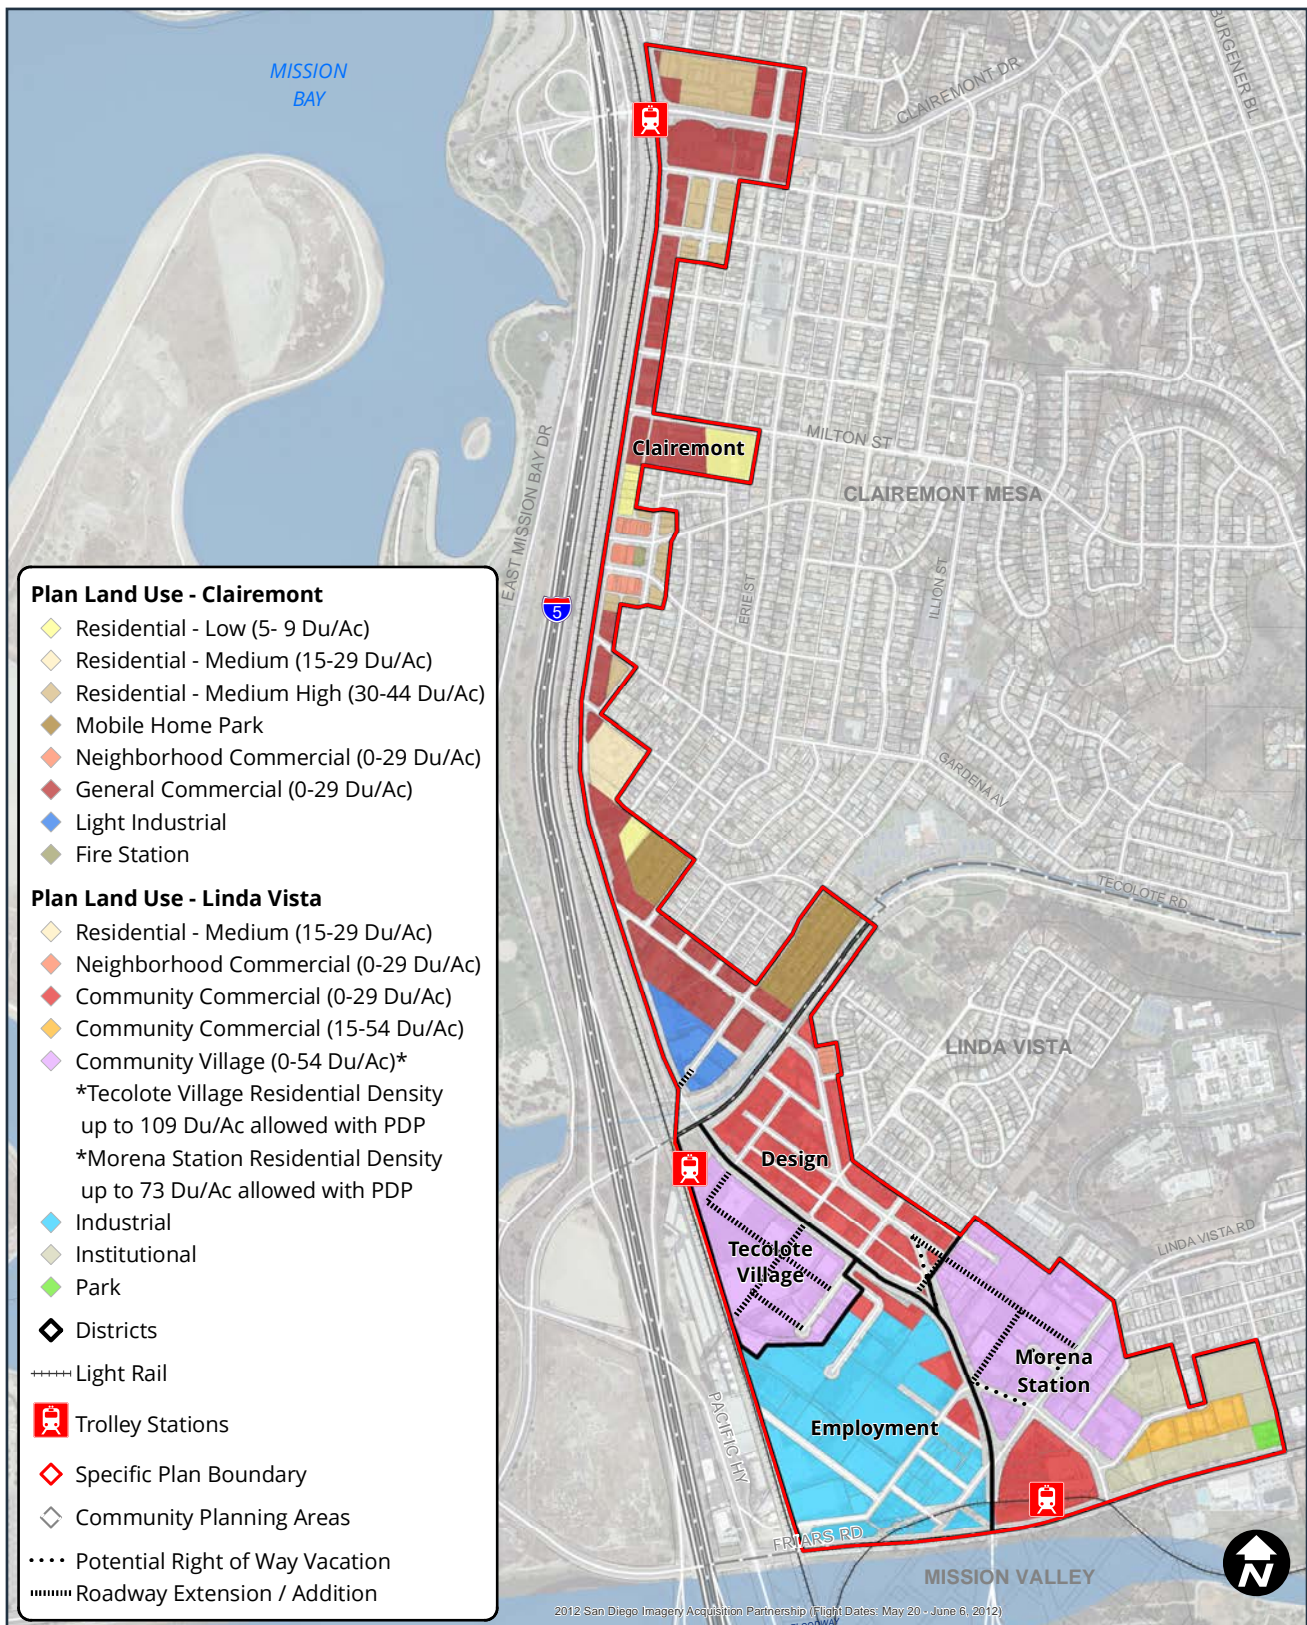 MISSION
BAY
BURGENER BL
CLAIREMONT DR
EAST MISSION BAY DR
Clairemont
MILTON ST
CLAIREMONT MESA
ERIE ST
ILLION ST
5
GARDENA AV
TECOLOTE RD
LINDA VISTA
Design
LINDA VISTA RD
Tecolote
Village
Morena
Station
Employment
PACIFIC HY
FRIARS RD
MISSION VALLEY
Plan Land Use - Clairemont
Residential - Low (5- 9 Du/Ac)
Residential - Medium (15-29 Du/Ac)
Residential - Medium High (30-44 Du/Ac)
Mobile Home Park
Neighborhood Commercial (0-29 Du/Ac)
General Commercial (0-29 Du/Ac)
Light Industrial
Fire Station
Plan Land Use - Linda Vista
Residential - Medium (15-29 Du/Ac)
Neighborhood Commercial (0-29 Du/Ac)
Community Commercial (0-29 Du/Ac)
Community Commercial (15-54 Du/Ac)
Community Village (0-54 Du/Ac)*
*Tecolote Village Residential Density
up to 109 Du/Ac allowed with PDP
*Morena Station Residential Density
up to 73 Du/Ac allowed with PDP
Industrial
Institutional
Park
Districts
Light Rail
Trolley Stations
Specific Plan Boundary
Community Planning Areas
Potential Right of Way Vacation
Roadway Extension / Addition
N
2012 San Diego Imagery Acquisition Partnership (Flight Dates: May 20 - June 6, 2012)